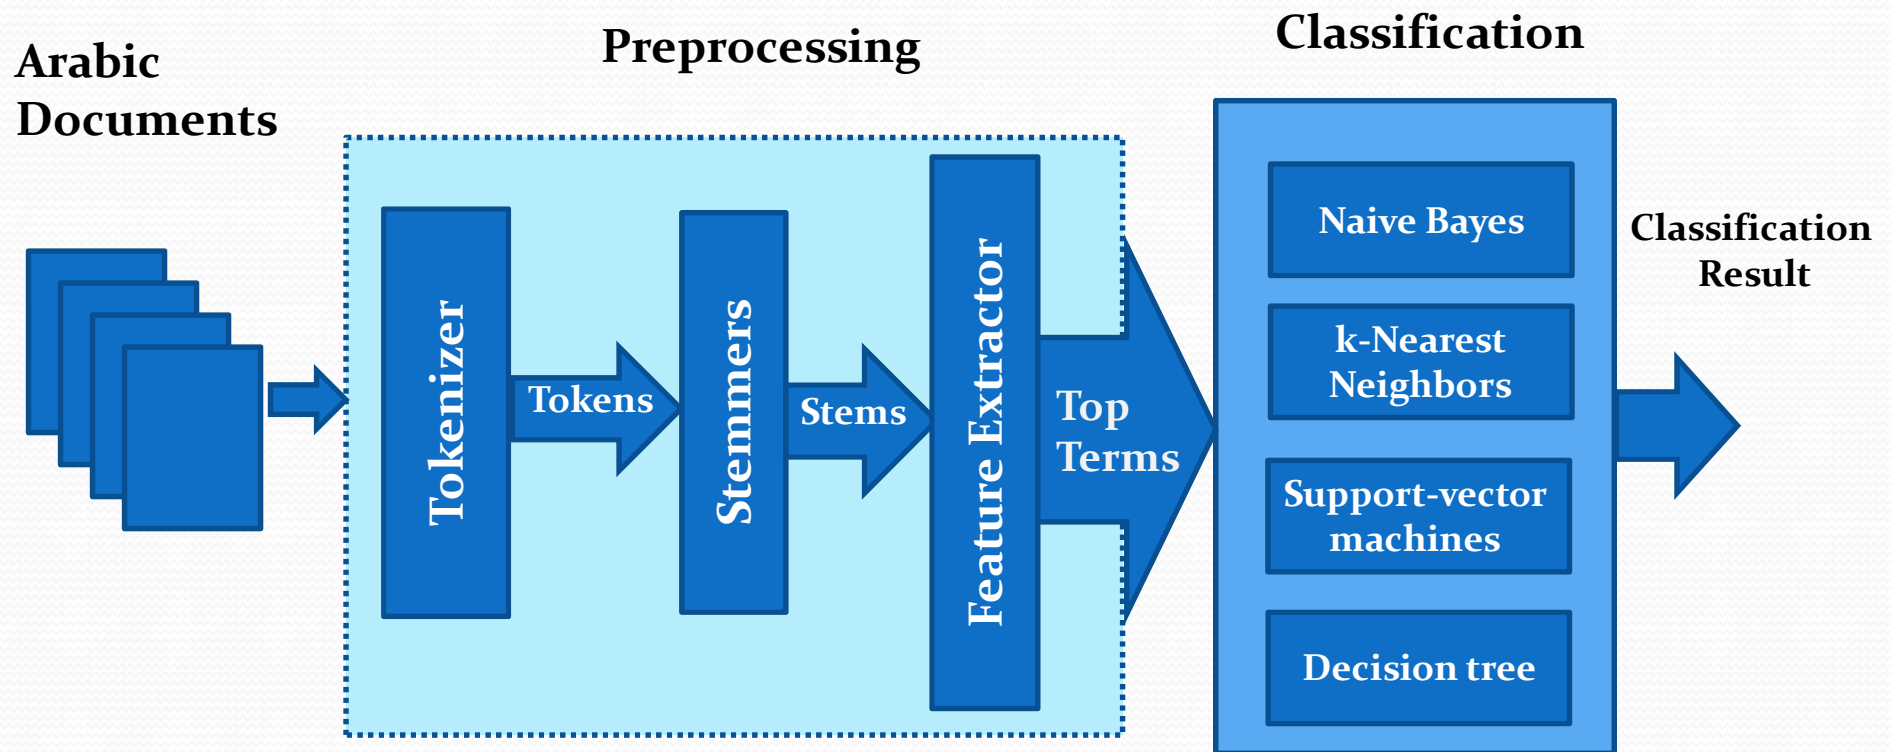 Arabic
Documents
Preprocessing
Classification
Tokenizer
Tokens
Stemmers
Stems
Feature Extractor
Top
Terms
Naive Bayes
k-Nearest
Neighbors
Support-vector
machines
Decision tree
Classification
Result